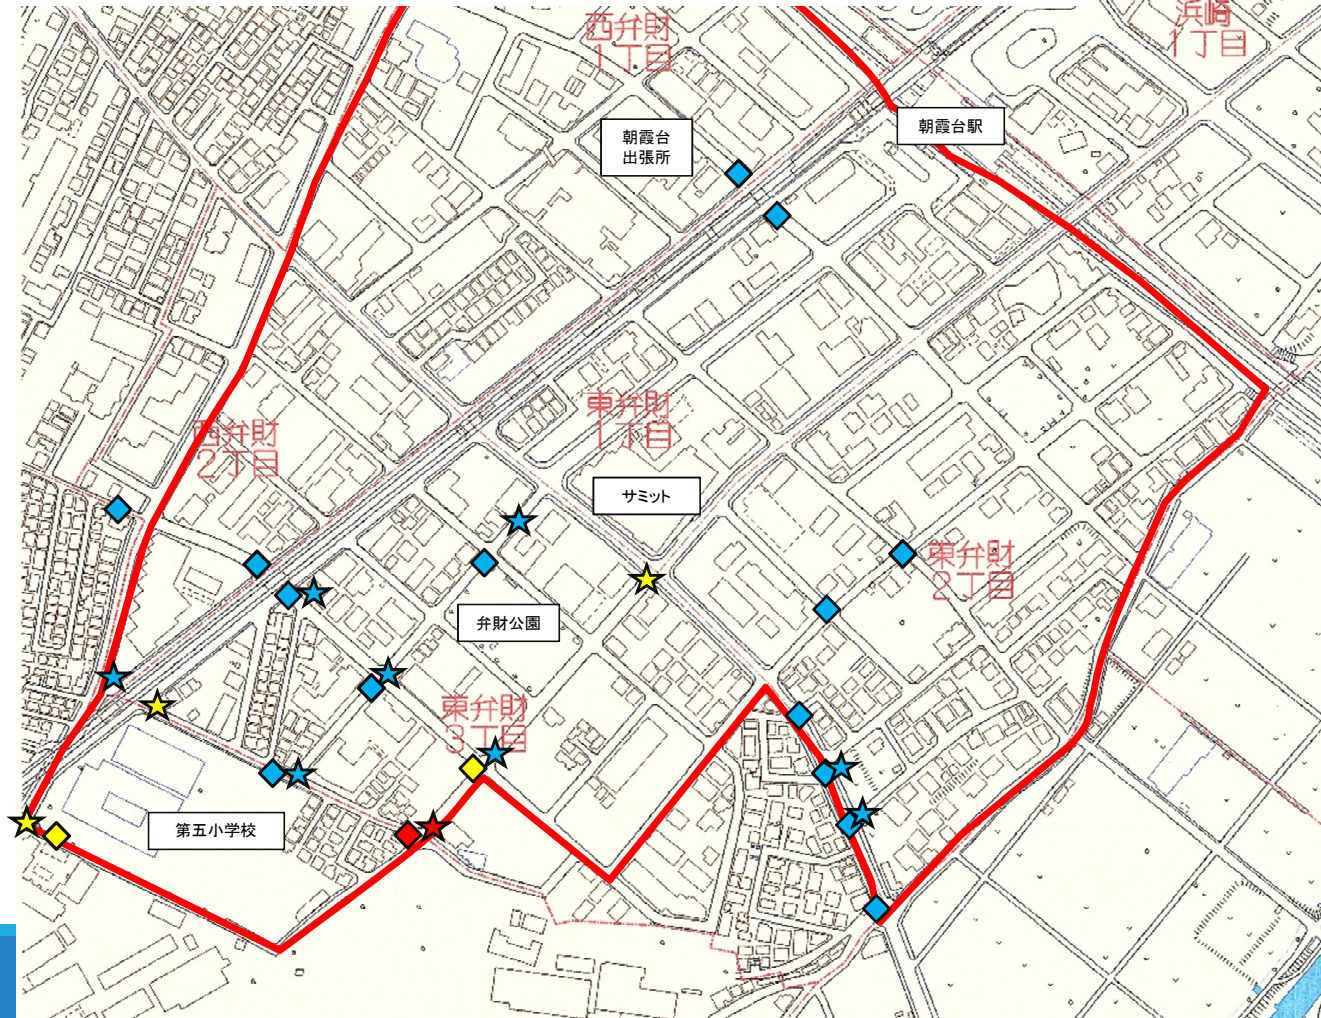 西弁財
1丁目
浜崎
1丁目
朝霞台
出張所
朝霞台駅
東弁財
1丁目
西弁財
2丁目
サミット
東弁財
2丁目
弁財公園
東弁財
3丁目
第五小学校